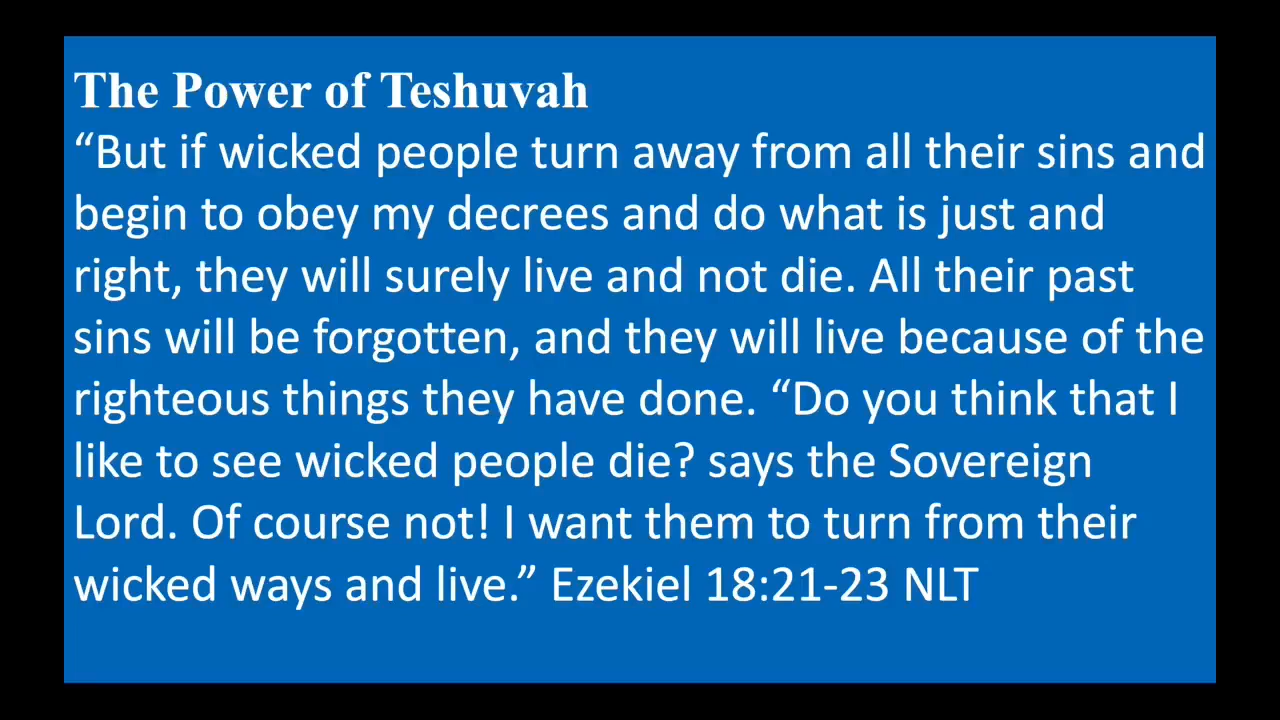 The Power of Teshuvah
“But if wicked people turn away from all their sins and
begin to obey my decrees and do what is just and
right, they will surely live and not die. All their past
sins will be forgotten, and they will live because of the
righteous things they have done. “Do you think that I
like to see wicked people die? says the Sovereign
Lord. Of course not! I want them to turn from their
wicked ways and live.” Ezekiel 18:21-23 NLT